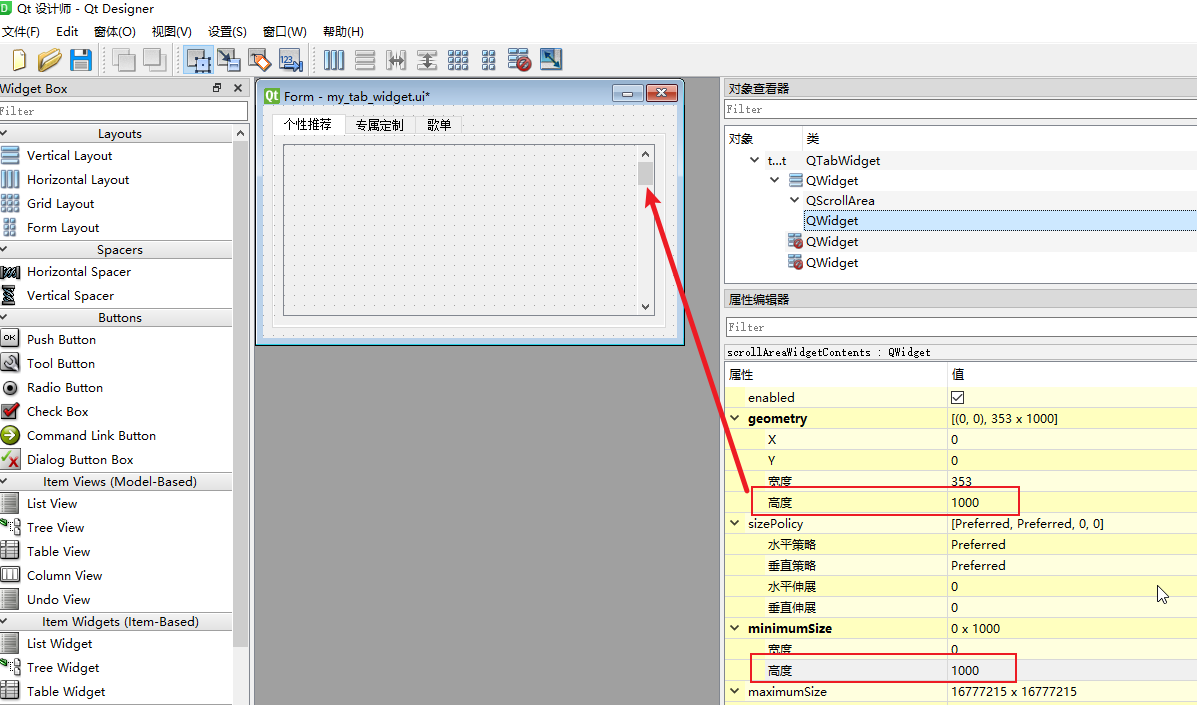 Qt 设计师 - Qt Designer
文件(F) Edit 窗体(O) 视图(V) 设置(S) 窗口(W) 帮助(H)
123
Widget Box
Filter
Layouts
Vertical Layout
Horizontal Layout
Grid Layout
Form Layout
Spacers
Horizontal Spacer
Vertical Spacer
Buttons
OK Push Button
Tool Button
Radio Button
Check Box
Command Link Button
Dialog Button Box
Item Views (Model-Based)
List View
Tree View
Table View
Column View
Undo View
Item Widgets (Item-Based)
List Widget
Tree Widget
Table Widget
Qt Form - my_tab_widget.ui*
个性推荐 专属定制 歌单
对象查看器
Filter
对象 类
t...t QTabWidget
QWidget
QScrollArea
QWidget
QWidget
QWidget
属性编辑器
Filter
scrollAreaWidgetContents : QWidget
属性 值
enabled
geometry [(0, 0), 353 x 1000]
X 0
Y 0
宽度 353
高度 1000
sizePolicy [Preferred, Preferred, 0, 0]
水平策略 Preferred
垂直策略 Preferred
水平伸展 0
垂直伸展 0
minimumSize 0 x 1000
宽度 0
高度 1000
maximumSize 16777215 x 16777215